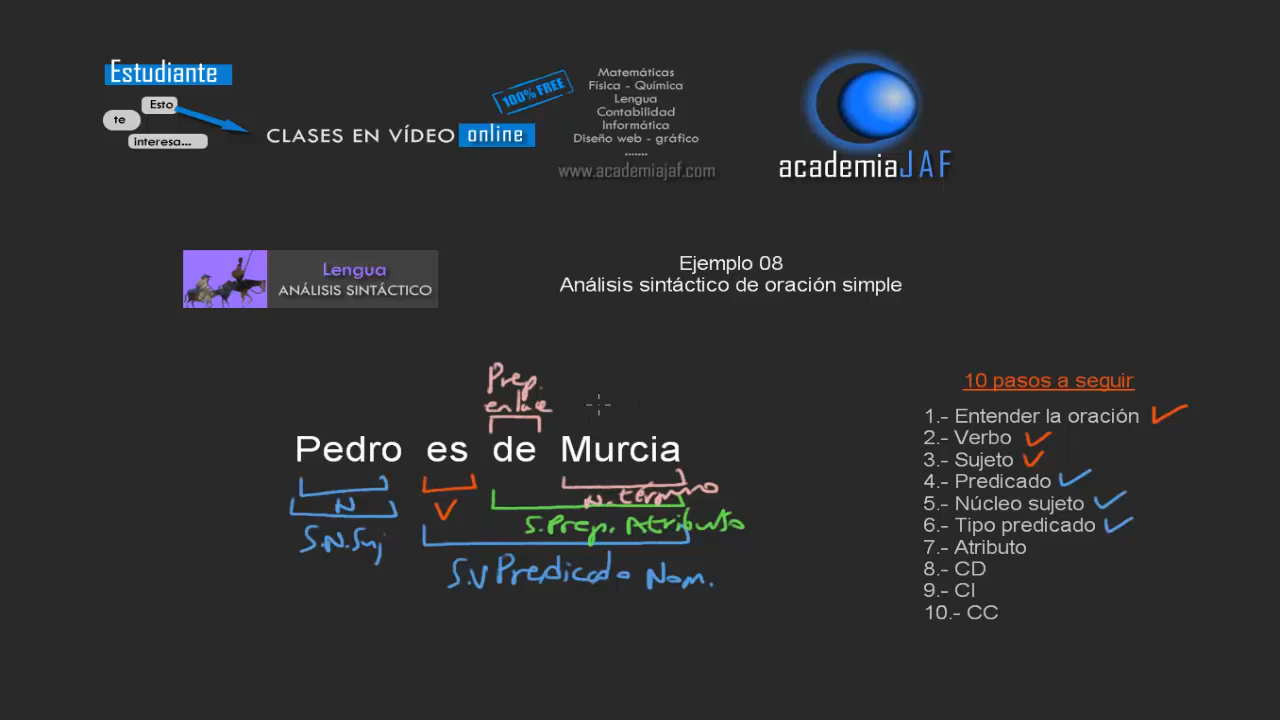 Estudiante
Esto
te
interesa...
CLASES EN VÍDEO online
100% FREE
Matemáticas
Física - Química
Lengua
Contabilidad
Informática
Diseño web - gráfico
.......
www.academiajaf.com
academiaJAF
Lengua
ANÁLISIS SINTÁCTICO
Ejemplo 08
Análisis sintáctico de oración simple
Prep.
enlace
Pedro es de Murcia
N V N. término
S.N.Suj S.Prep. Atributo
S.V Predicado Nom.
10 pasos a seguir
1.- Entender la oración
2.- Verbo
3.- Sujeto
4.- Predicado
5.- Núcleo sujeto
6.- Tipo predicado
7.- Atributo
8.- CD
9.- CI
10.- CC